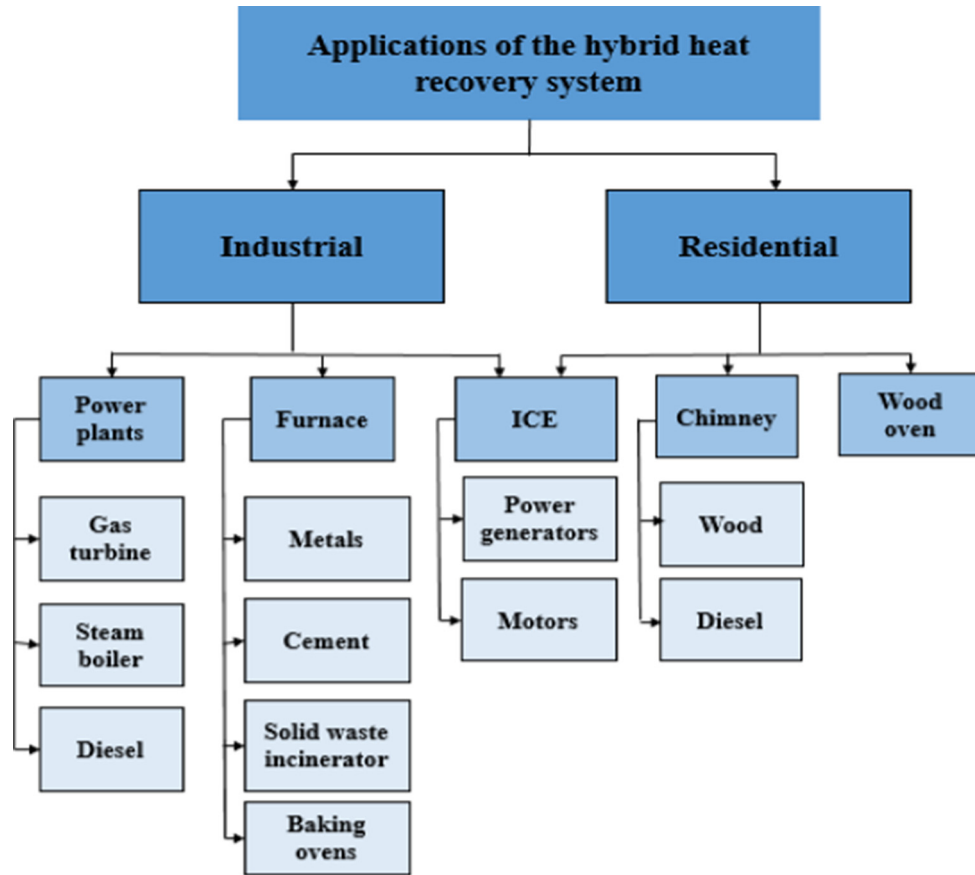 Applications of the hybrid heat
recovery system
Industrial
Residential
Power
plants
Furnace
ICE
Chimney
Wood
oven
Gas
turbine
Metals
Power
generators
Wood
Steam
boiler
Cement
Motors
Diesel
Diesel
Solid waste
incinerator
Baking
ovens